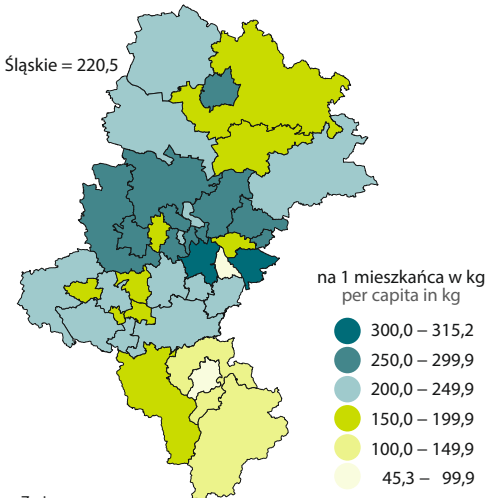 Śląskie = 220,5
na 1 mieszkańca w kg
per capita in kg
300,0 – 315,2
250,0 – 299,9
200,0 – 249,9
150,0 – 199,9
100,0 – 149,9
45,3 – 99,9